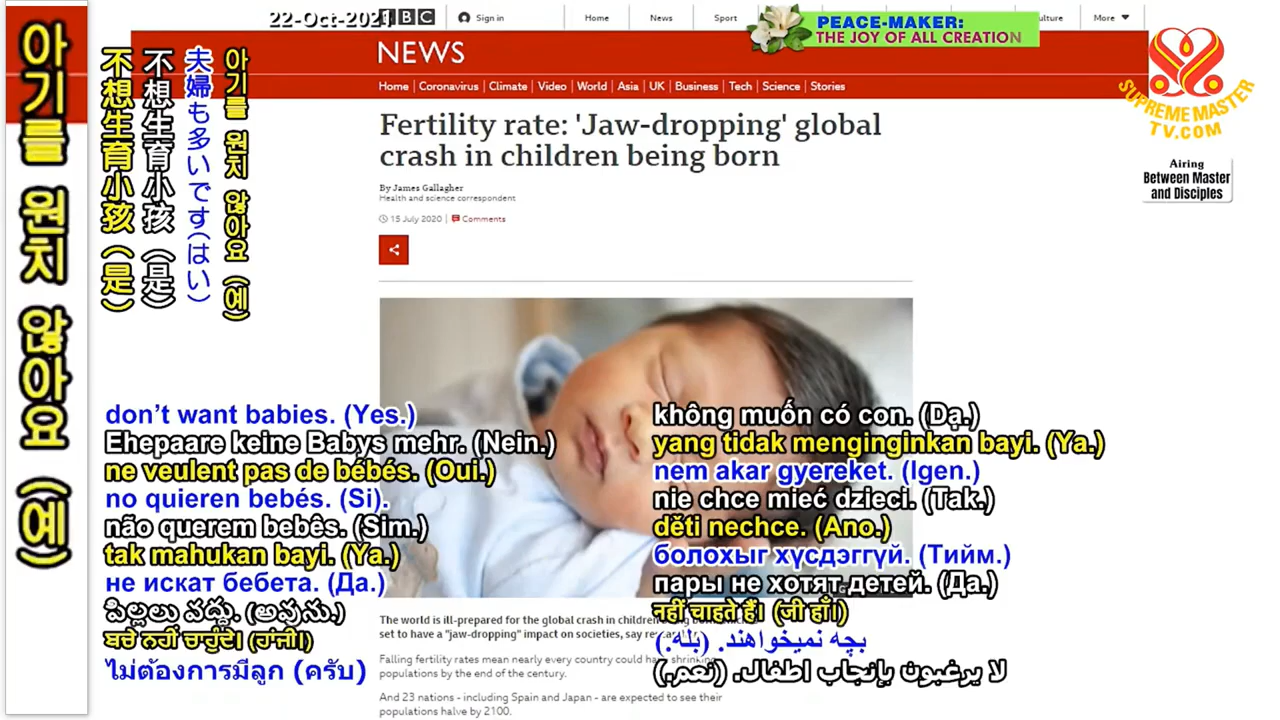 22-Oct-2021
BBC
Sign in
Home
News
Sport
More
PEACE-MAKER:
THE JOY OF ALL CREATION
NEWS
Home | Coronavirus | Climate | Video | World | Asia | UK | Business | Tech | Science | Stories
SUPREME MASTER
TV.COM
Airing
Between Master
and Disciples
Fertility rate: 'Jaw-dropping' global
crash in children being born
By James Gallagher
Health and science correspondent
15 July 2020 | Comments
아기를 원치 않아요 (예)
不想生育小孩 (是)
不想生育小孩 (是)
夫婦も多いです(はい)
아기를 원치 않아요 (예)
don't want babies. (Yes.)
Ehepaare keine Babys mehr. (Nein.)
ne veulent pas de bébés. (Oui.)
no quieren bebés. (Si).
não querem bebês. (Sim.)
tak mahukan bayi. (Ya.)
не искат бебета. (Да.)
పిల్లలు వద్దు. (అవును.)
ਬਚੇ ਨਹੀਂ ਚਾਹੁੰਦੇ। (ਹਾਂਜੀ।)
ไม่ต้องการมีลูก (ครับ)
không muốn có con. (Dạ.)
yang tidak menginginkan bayi. (Ya.)
nem akar gyereket. (Igen.)
nie chce mieć dzieci. (Tak.)
děti nechce. (Ano.)
болохыг хүсдэггүй. (Тийм.)
пары не хотят детей. (Да.)
नहीं चाहते हैं। (जी हाँ।)
بچه نمیخواهند. (بله.)
لا يرغبون بإنجاب اطفال. (نعم.)
The world is ill-prepared for the global crash in children
set to have a "jaw-dropping" impact on societies, say
Falling fertility rates mean nearly every country could have shrinking
populations by the end of the century.
And 23 nations - including Spain and Japan - are expected to see their
populations halve by 2100.